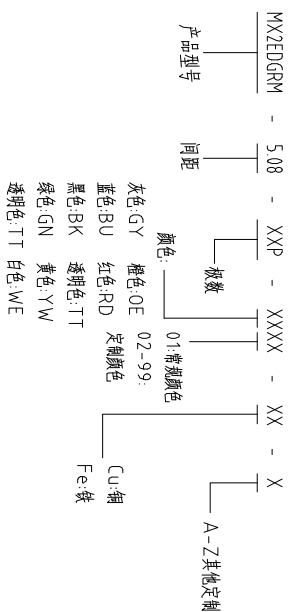 MX2EDGRM - 5.08 - XXP - XXXX - XX - X
产品型号
间距
极数
颜色:
灰色:GY 橙色:OE
蓝色:BU 红色:RD
黑色:BK 透明色:TT
绿色:GN 黄色:YW
透明色:TT 白色:WE
01:常规颜色
02-99:
定制颜色
Cu:铜
Fe:铁
A-Z其他定制